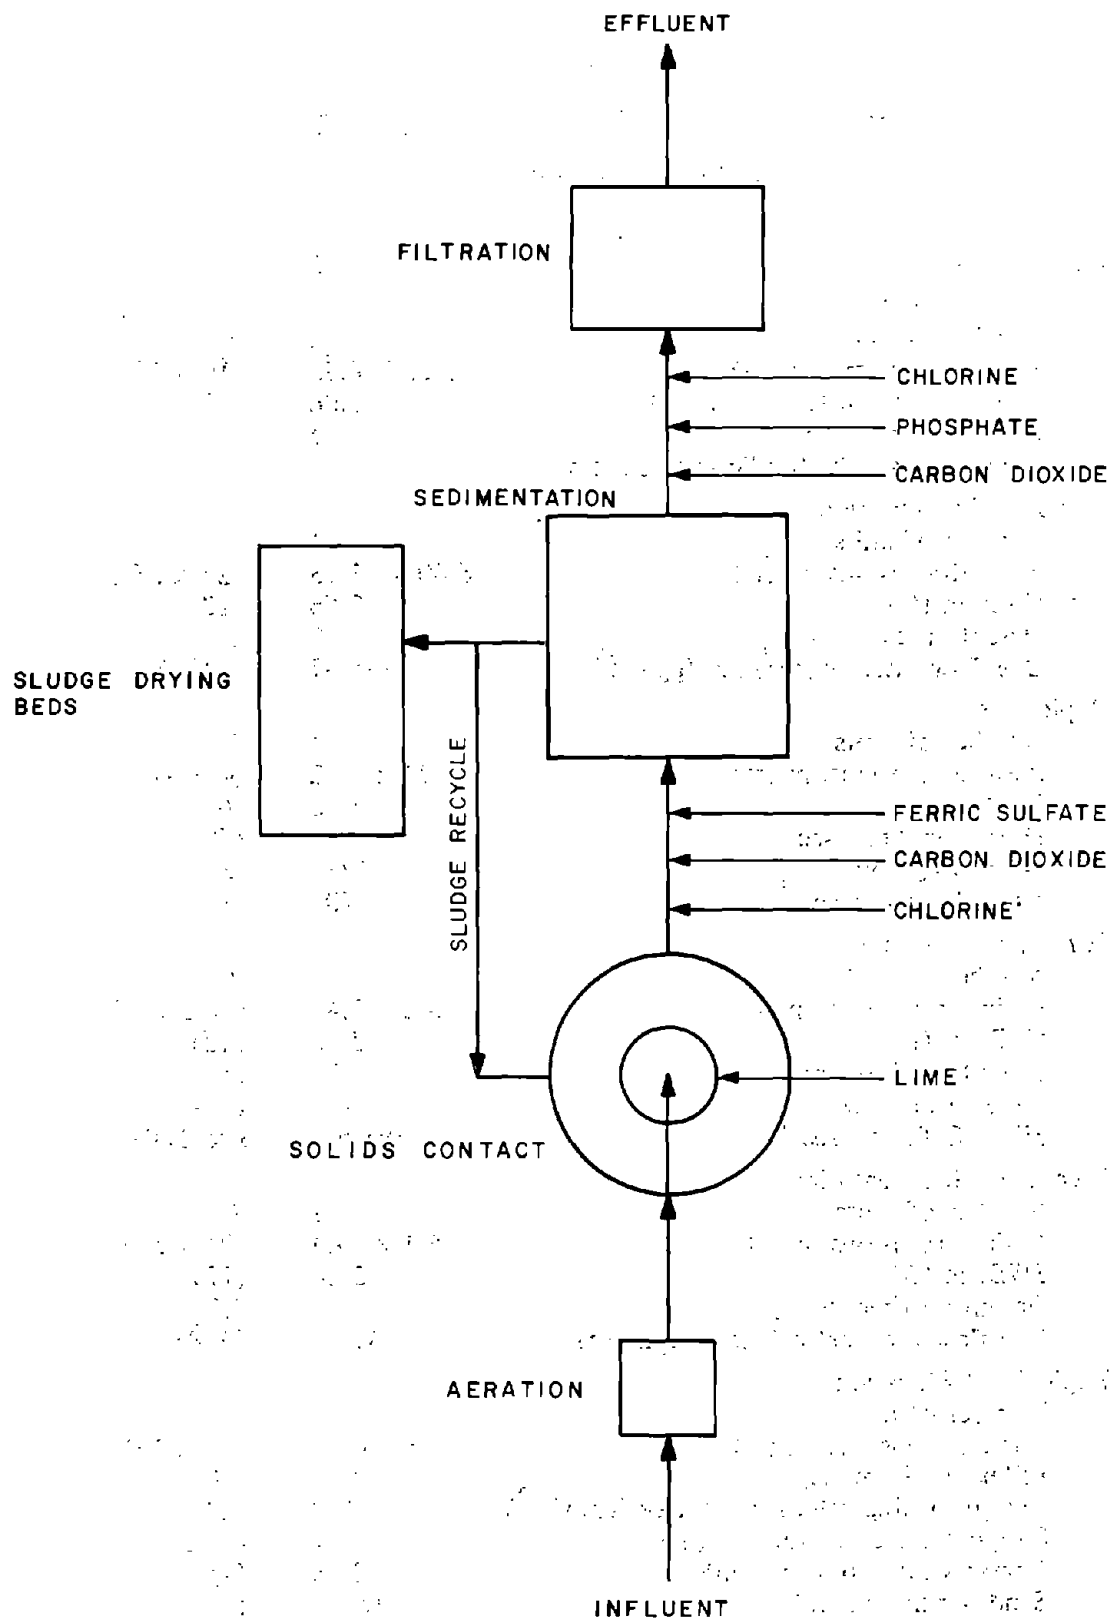 EFFLUENT
FILTRATION
CHLORINE
PHOSPHATE
CARBON DIOXIDE
SEDIMENTATION
SLUDGE DRYING
BEDS
SLUDGE RECYCLE
FERRIC SULFATE
CARBON DIOXIDE
CHLORINE
LIME
SOLIDS CONTACT
AERATION
INFLUENT